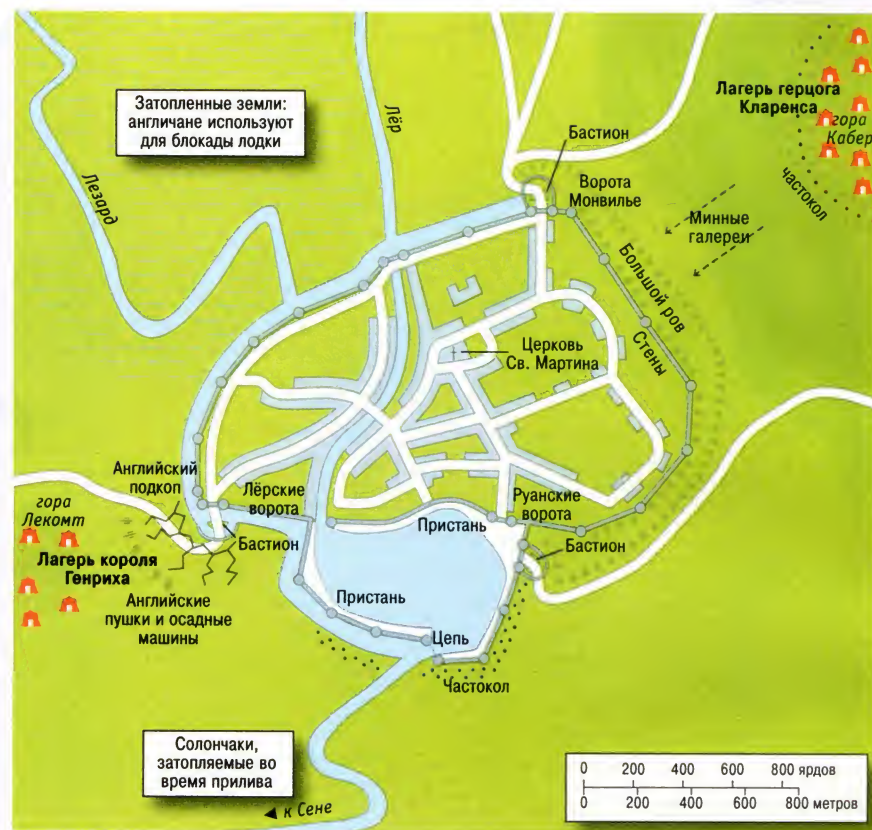 Затопленные земли:
англичане используют
для блокады лодки
Лёр
Лезард
Лагерь герцога
Кларенса
гора
Кабер
частокол
Бастион
Ворота
Монвилье
Минные
галереи
Большой ров
Стены
Церковь
Св. Мартина
Английский
подкоп
Лёрские
ворота
гора
Лекомт
Лагерь короля
Генриха
Бастион
Английские
пушки и осадные
машины
Пристань
Руанские
ворота
Бастион
Пристань
Цепь
Частокол
Солончаки,
затопляемые во
время прилива
к Сене
0 200 400 600 800 ярдов
0 200 400 600 800 метров